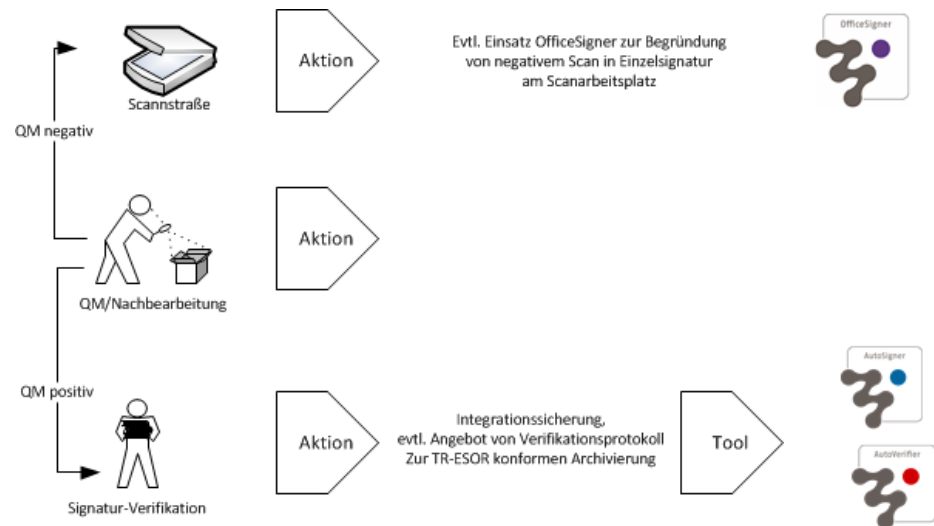 Aktion
Evtl. Einsatz OfficeSigner zur Begründung
von negativem Scan in Einzelsignatur
am Scanarbeitsplatz
OfficeSigner
Scannstraße
QM negativ
Aktion
QM/Nachbearbeitung
QM positiv
Aktion
Integrationssicherung,
evtl. Angebot von Verifikationsprotokoll
Zur TR-ESOR konformen Archivierung
Tool
AutoSigner
AutoVerifier
Signatur-Verifikation